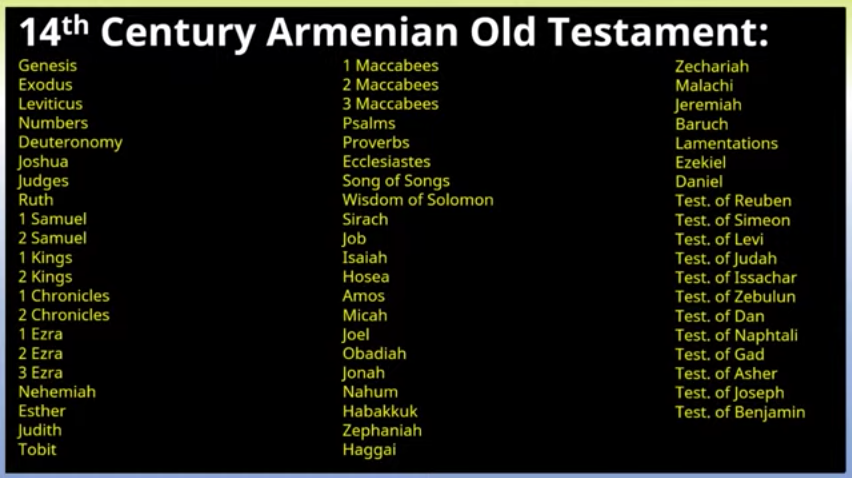 14th Century Armenian Old Testament:
Genesis
Exodus
Leviticus
Numbers
Deuteronomy
Joshua
Judges
Ruth
1 Samuel
2 Samuel
1 Kings
2 Kings
1 Chronicles
2 Chronicles
1 Ezra
2 Ezra
3 Ezra
Nehemiah
Esther
Judith
Tobit
1 Maccabees
2 Maccabees
3 Maccabees
Psalms
Proverbs
Ecclesiastes
Song of Songs
Wisdom of Solomon
Sirach
Job
Isaiah
Hosea
Amos
Micah
Joel
Obadiah
Jonah
Nahum
Habakkuk
Zephaniah
Haggai
Zechariah
Malachi
Jeremiah
Baruch
Lamentations
Ezekiel
Daniel
Test. of Reuben
Test. of Simeon
Test. of Levi
Test. of Judah
Test. of Issachar
Test. of Zebulun
Test. of Dan
Test. of Naphtali
Test. of Gad
Test. of Asher
Test. of Joseph
Test. of Benjamin